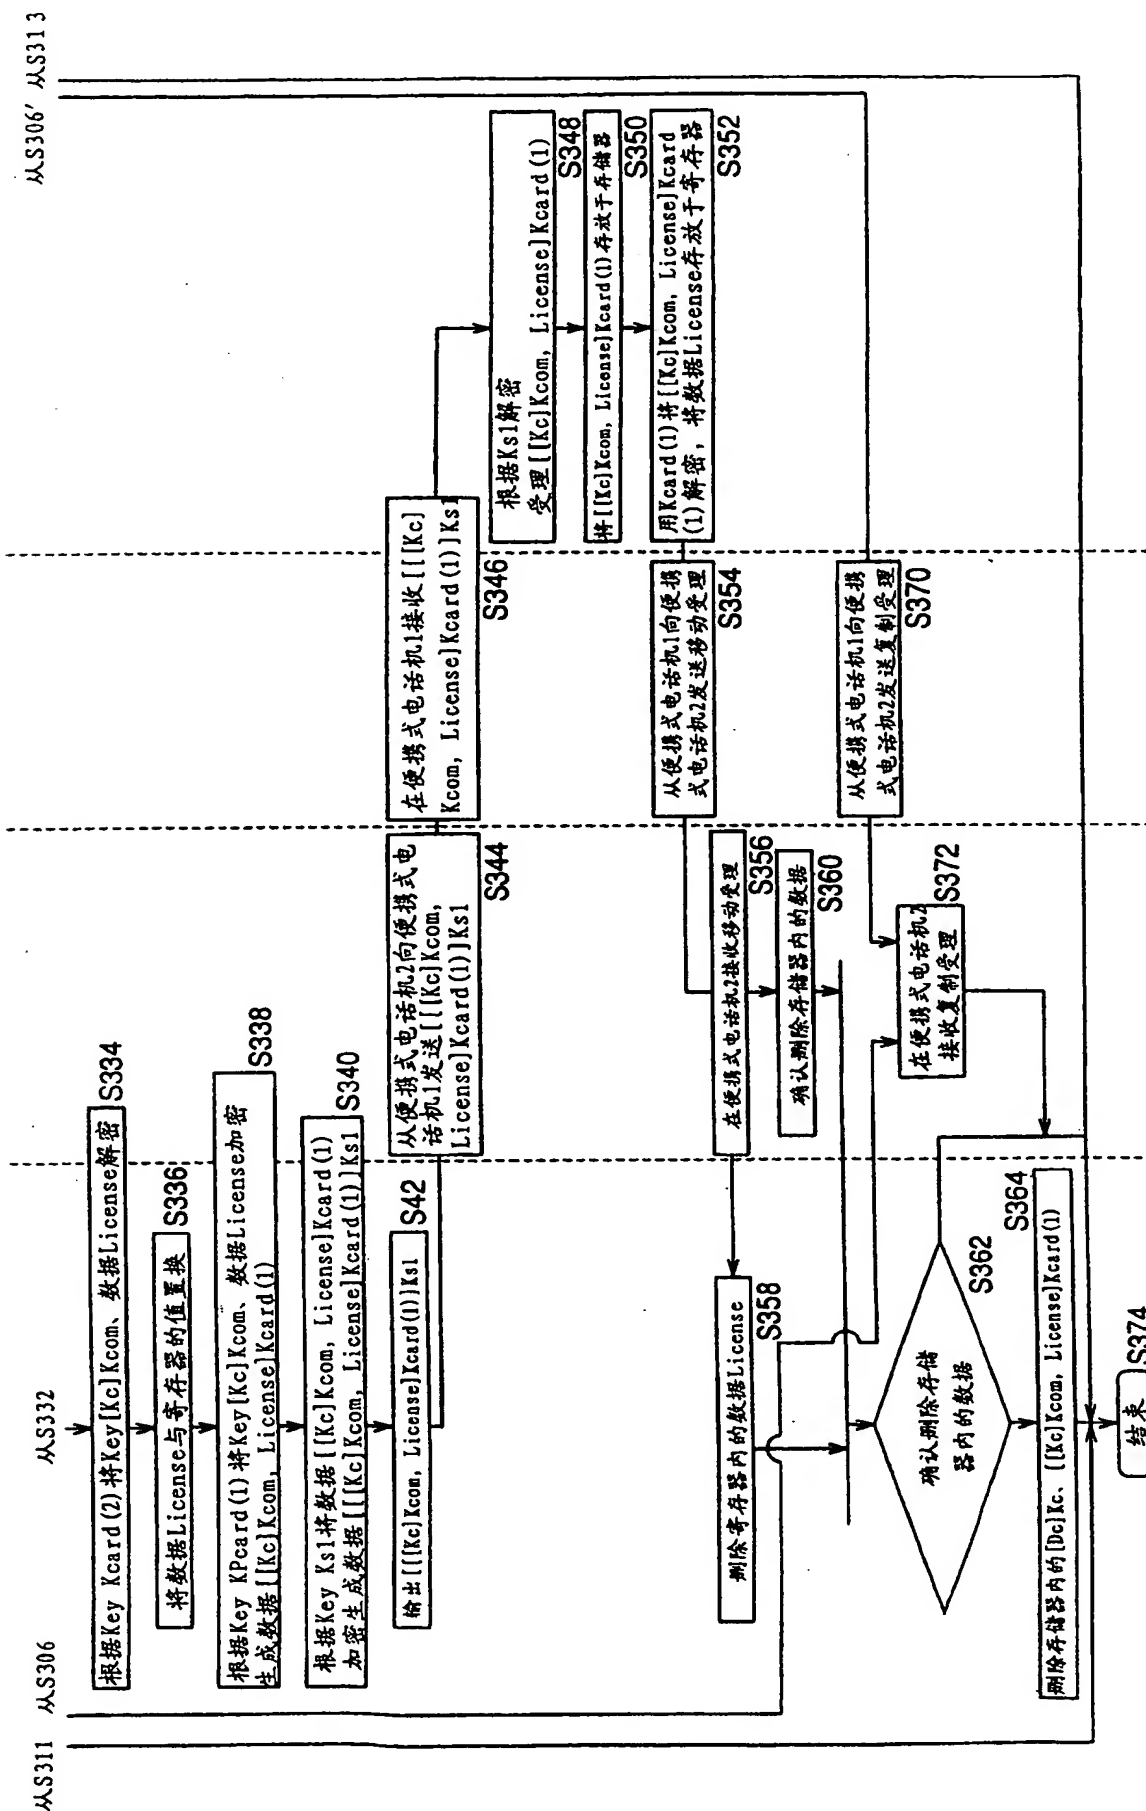 从S311
从S306
从S332
从S306′
从S313
根据Key Kcard(2)将Key[Kc]Kcom、数据License解密
S334
将数据License与寄存器的值置换
S336
根据Key KPcard(1)将Key[Kc]Kcom、数据License加密
生成数据[[Kc]Kcom, License]Kcard(1)
S338
根据Key Ks1将数据[[Kc]Kcom, License]Kcard(1)
加密生成数据[[[Kc]Kcom, License]Kcard(1)]Ks1
S340
输出[[[Kc]Kcom, License]Kcard(1)]Ks1
S42
从便携式电话机2向便携式电
话机1发送[[[Kc]Kcom,
License]Kcard(1)]Ks1
S344
在便携式电话机1接收[[[Kc]
Kcom, License]Kcard(1)]Ks1
S346
根据Ks1解密
受理[[Kc]Kcom, License]Kcard(1)
S348
将[[Kc]Kcom, License]Kcard(1)存放于存储器
S350
用Kcard(1)将[[Kc]Kcom, License]Kcard
(1)解密，将数据License存放于寄存器
S352
从便携式电话机1向便携
式电话机2发送移动受理
S354
在便携式电话机2接收移动受理
S356
删除寄存器内的数据License
S358
确认删除存储器内的数据
S360
从便携式电话机1向便携
式电话机2发送复制受理
S370
在便携式电话机2
接收复制受理
S372
确认删除存储
器内的数据
S362
删除存储器内的[Dc]Kc、[[Kc]Kcom, License]Kcard(1)
S364
结束
S374